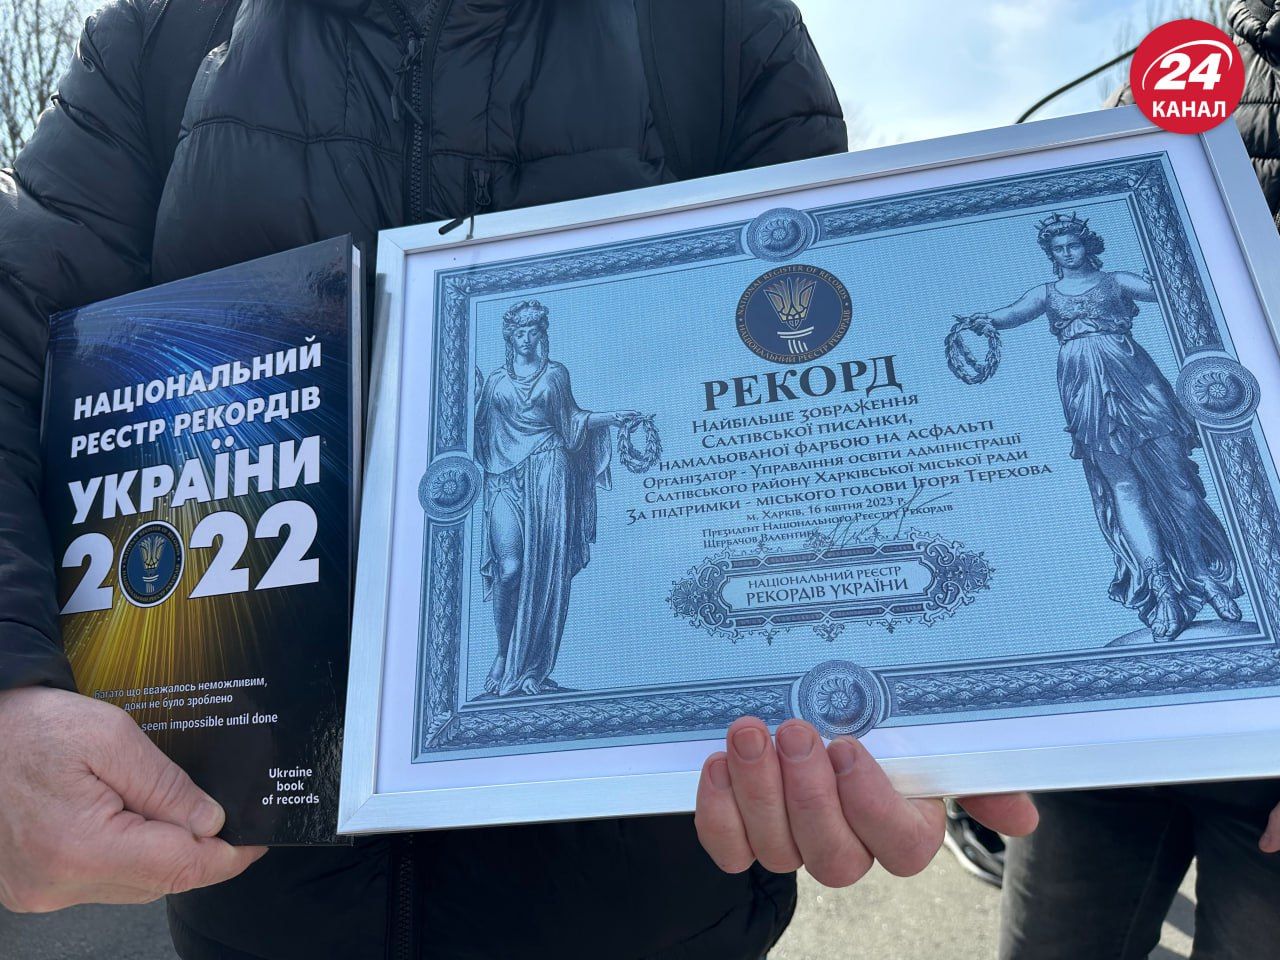 24
КАНАЛ
НАЦІОНАЛЬНИЙ
РЕЄСТР РЕКОРДІВ
УКРАЇНИ
2022
багато що вважалось неможливим,
доки не було зроблено
seem impossible until done
Ukraine
book
of records
NATIONAL REGISTER OF RECORDS
НАЦІОНАЛЬНИЙ РЕЄСТР РЕКОРДІВ
РЕКОРД
Найбільше зображення
Салтівської писанки,
намальованої фарбою на асфальті
Організатор - Управління освіти адміністрації
Салтівського району Харківської міської ради
За підтримки - міського голови Ігоря Терехова
м. Харків, 16 квітня 2023 р.
Президент Національного Реєстру Рекордів
Щербачов Валентин
НАЦІОНАЛЬНИЙ РЕЄСТР
РЕКОРДІВ УКРАЇНИ